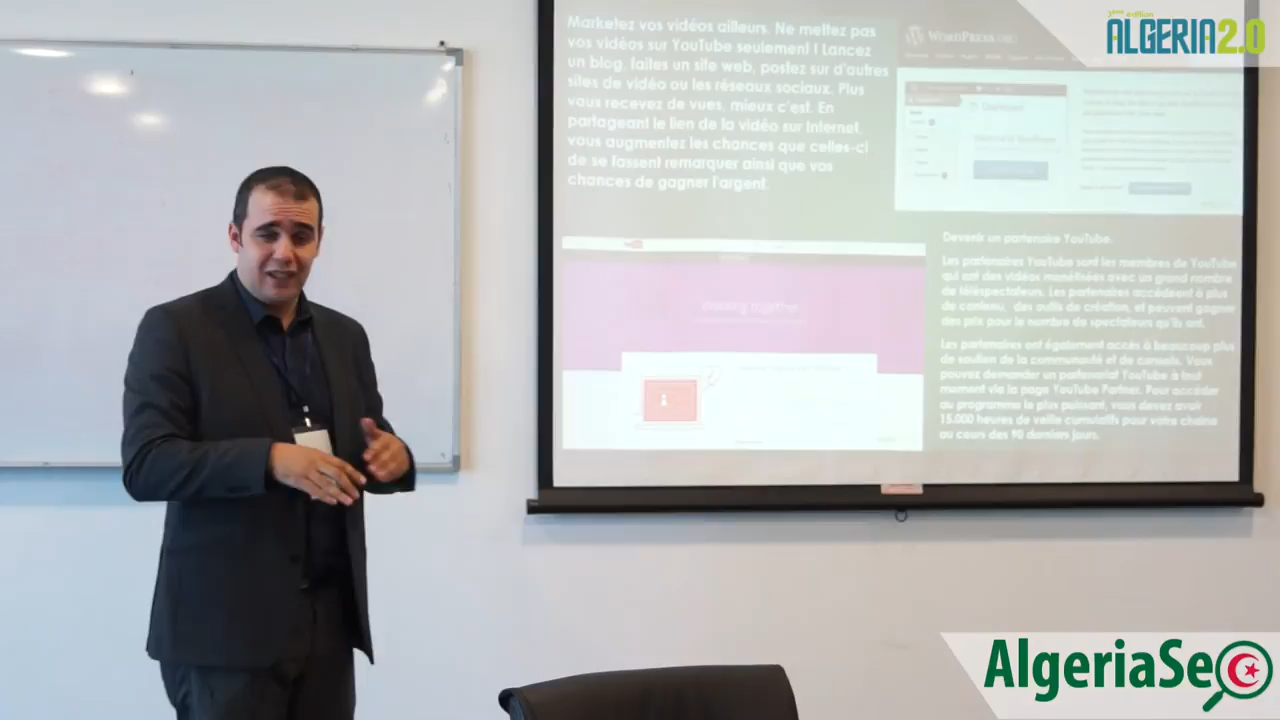 3ème édition
ALGERIA2.0
Marketez vos vidéos ailleurs. Ne mettez pas
vos vidéos sur YouTube seulement ! Lancez
un blog, faites un site web, postez sur d'autres
sites de vidéo ou les réseaux sociaux. Plus
vous recevez de vues, mieux c'est. En
partageant le lien de la vidéo sur Internet,
vous augmentez les chances que celles-ci
de se fassent remarquer ainsi que vos
chances de gagner l'argent.
WORDPRESS
working together
Devenir un partenaire YouTube.
Les partenaires YouTube sont les membres de YouTube
qui ont des vidéos monétisées avec un grand nombre
de téléspectateurs. Les partenaires accèdent à plus
de contenu, des outils de création, et peuvent gagner
des prix pour le nombre de spectateurs qu'ils ont.
Les partenaires ont également accès à beaucoup plus
de soutien de la communauté et de conseils. Vous
pouvez demander un partenariat YouTube à tout
moment via la page YouTube Partner. Pour accéder
au programme le plus puissant, vous devez avoir
15.000 heures de veille cumulatifs pour votre chaîne
au cours des 90 derniers jours.
AlgeriaSeo